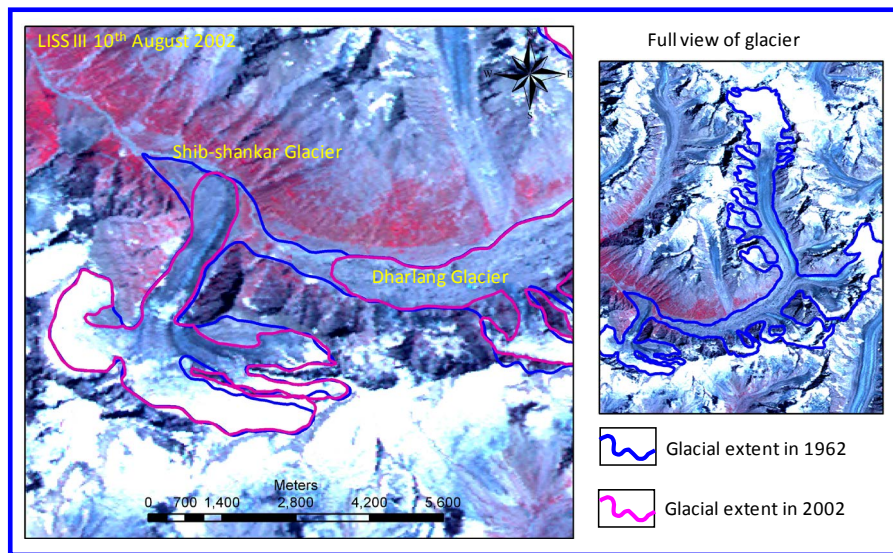 LISS III 10th August 2002
N
W E
S
Shib-shankar Glacier
Dharlang Glacier
Meters
0 700 1,400 2,800 4,200 5,600
Full view of glacier
Glacial extent in 1962
Glacial extent in 2002